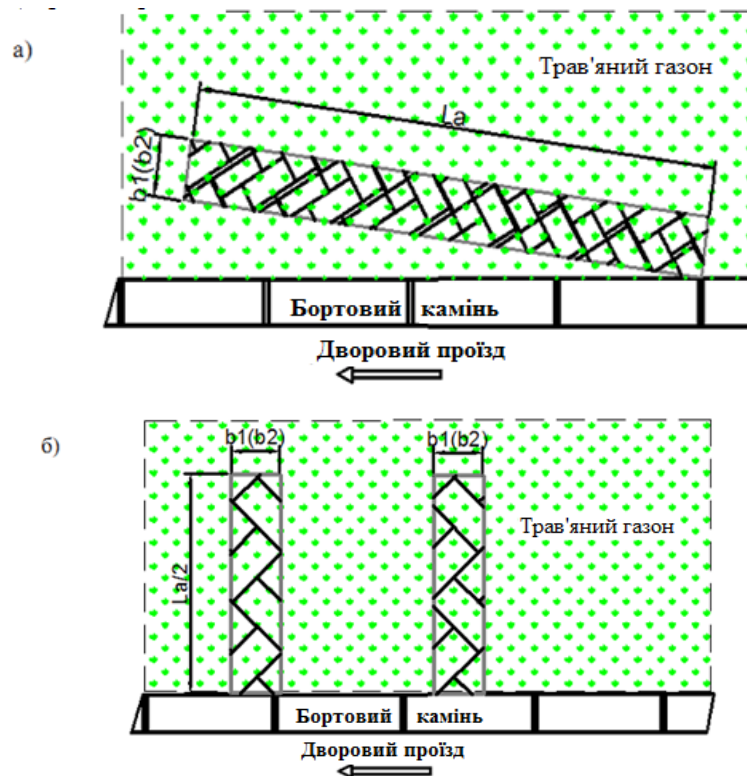 а)
Трав'яний газон
La
b1(b2)
Бортовий камінь
Дворовий проїзд
б)
b1(b2) b1(b2)
Трав'яний газон
La/2
Бортовий камінь
Дворовий проїзд